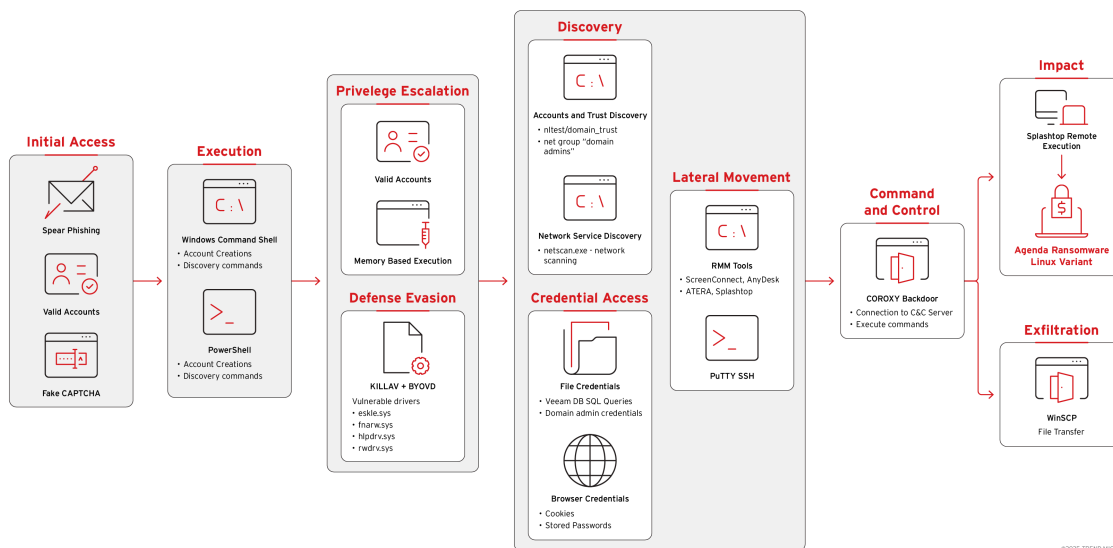 Initial Access
Spear Phishing
Valid Accounts
Fake CAPTCHA
Execution
C:\
Windows Command Shell
• Account Creations
• Discovery commands
>_
PowerShell
• Account Creations
• Discovery commands
Privelege Escalation
Valid Accounts
Memory Based Execution
Defense Evasion
KILLAV + BYOVD
Vulnerable drivers
• eskle.sys
• fnarw.sys
• hlpdrv.sys
• rwdrv.sys
Discovery
C:\
Accounts and Trust Discovery
• nltest/domain_trust
• net group "domain
admins"
C:\
Network Service Discovery
• netscan.exe - network
scanning
Credential Access
File Credentials
• Veeam DB SQL Queries
• Domain admin credentials
Browser Credentials
• Cookies
• Stored Passwords
Lateral Movement
C:\
RMM Tools
• ScreenConnect, AnyDesk
• ATERA, Splashtop
>_
PuTTY SSH
Command
and Control
COROXY Backdoor
• Connection to C&C Server
• Execute commands
Impact
Splashtop Remote
Execution
$
Agenda Ransomware
Linux Variant
Exfiltration
WinSCP
File Transfer